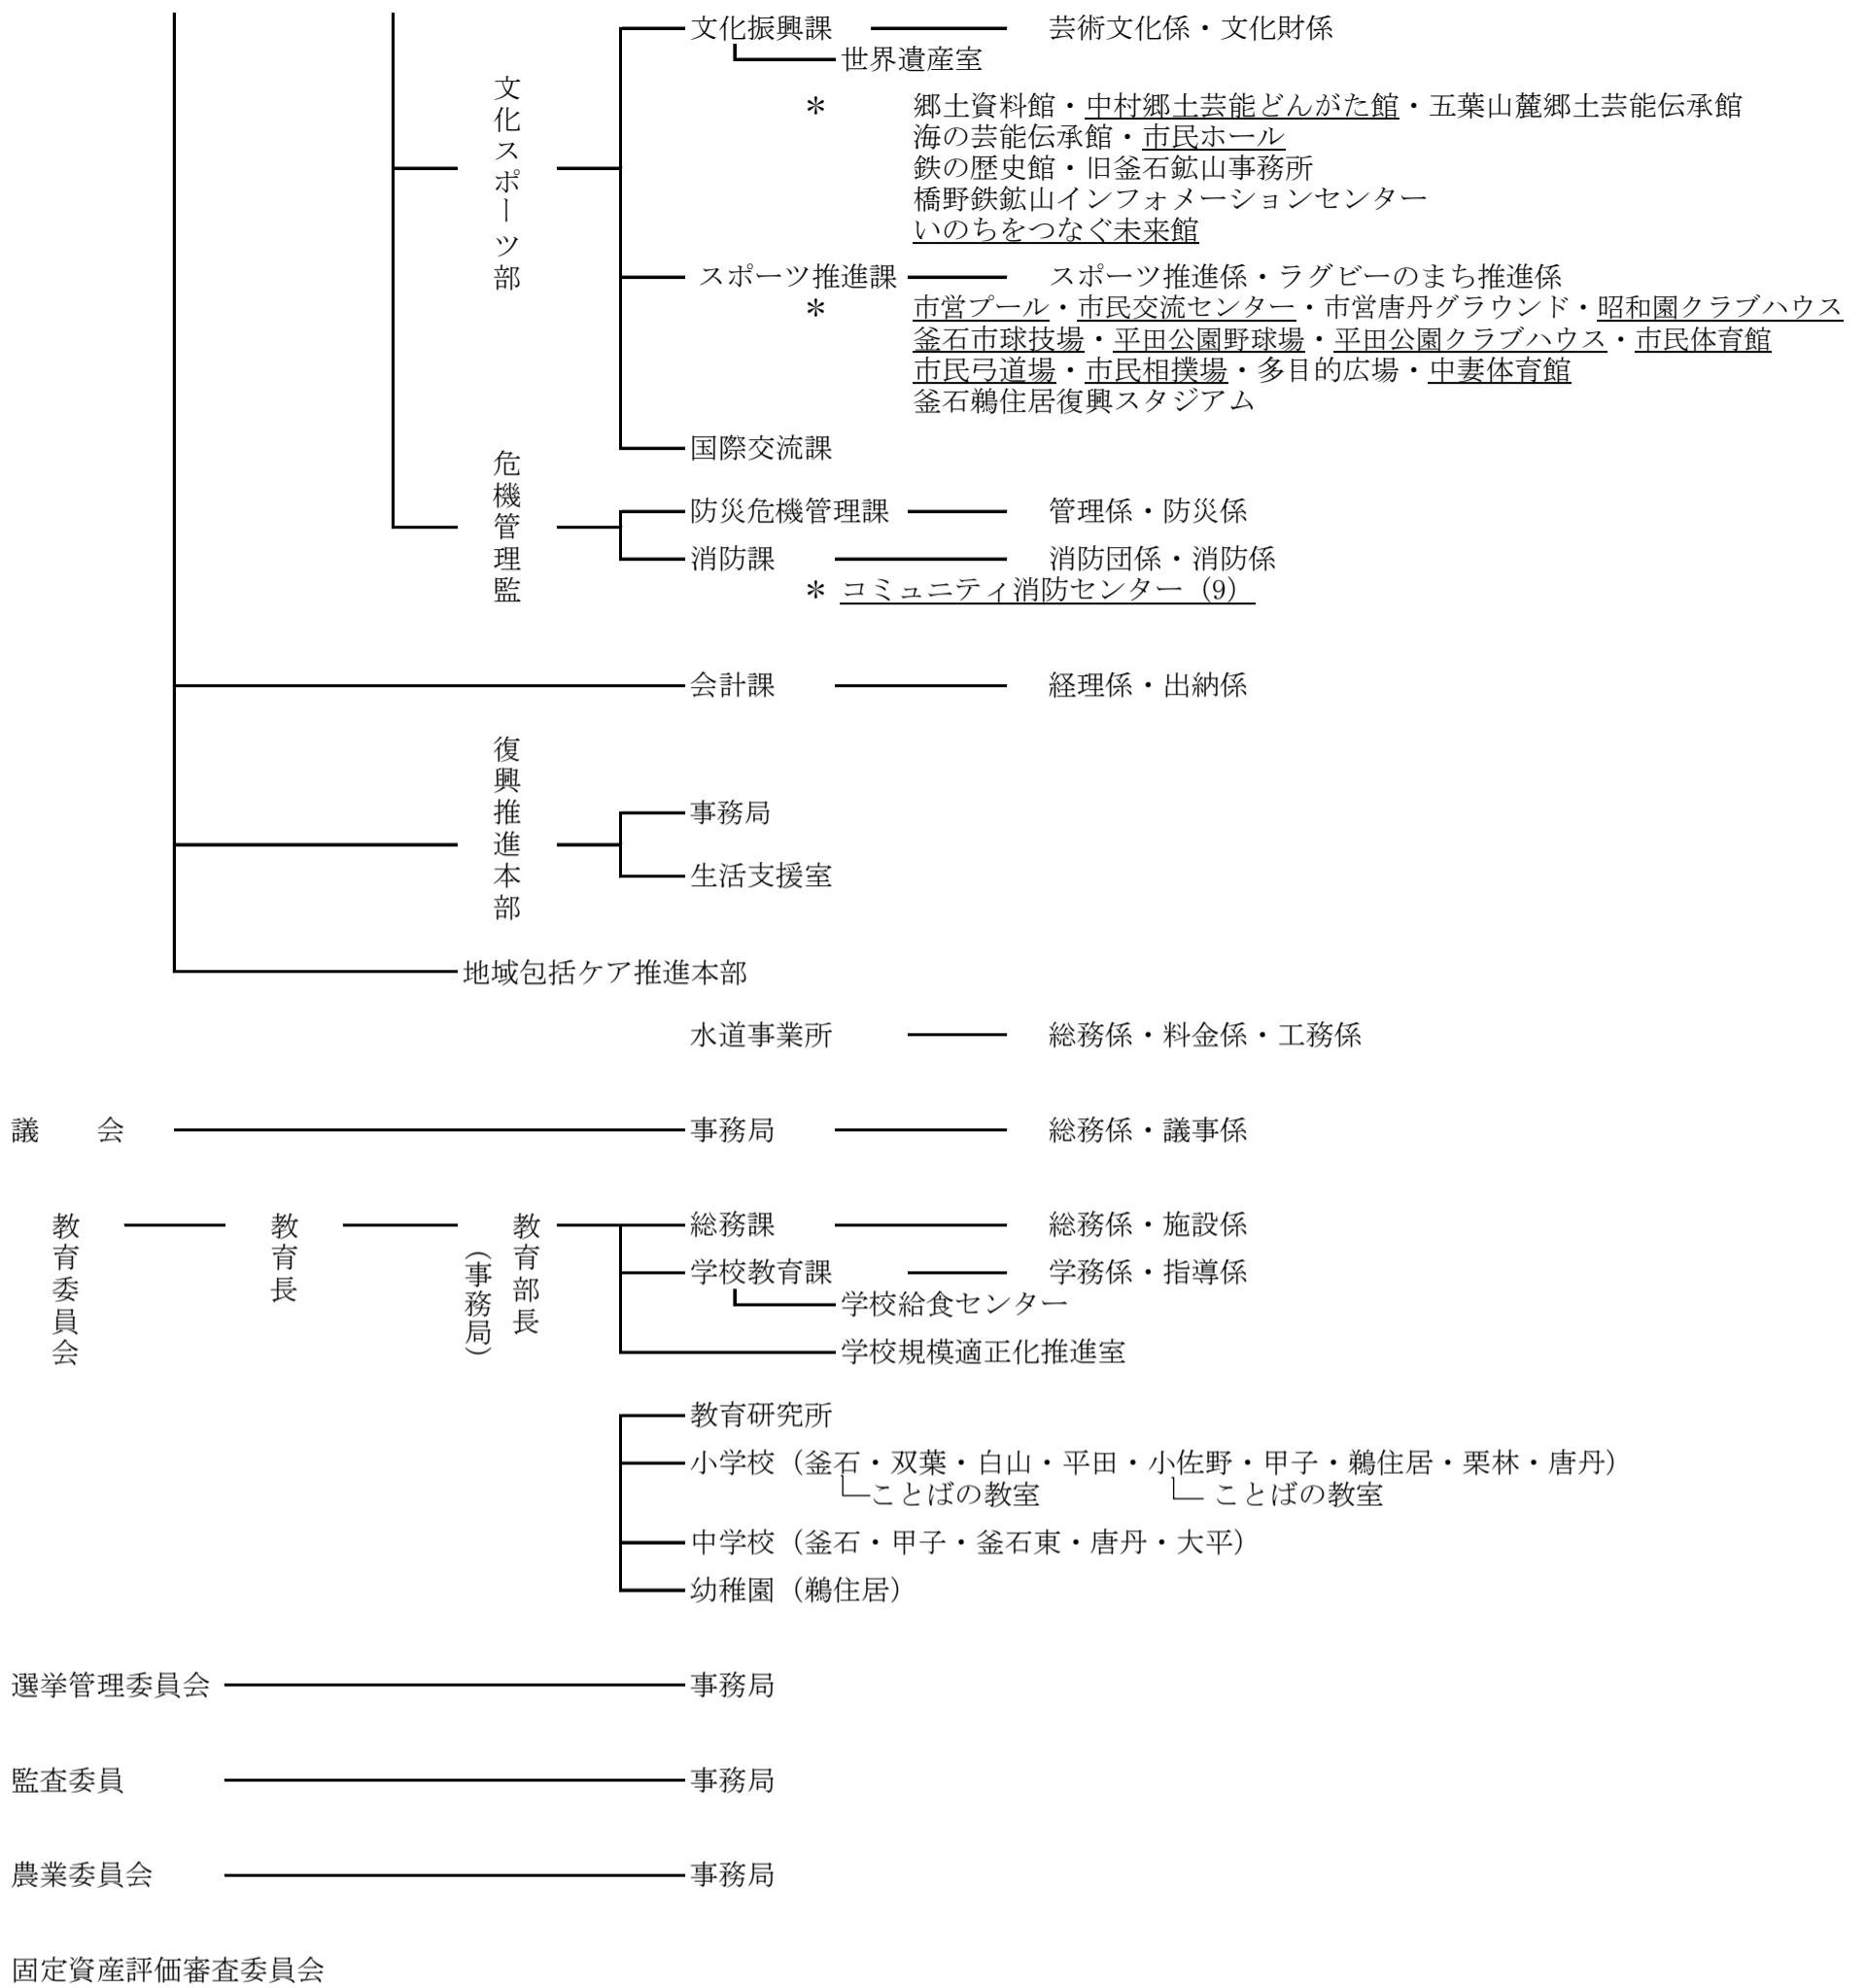 文化振興課 芸術文化係・文化財係
世界遺産室
文化スポーツ部
＊ 郷土資料館・中村郷土芸能どんがた館・五葉山麓郷土芸能伝承館
海の芸能伝承館・市民ホール
鉄の歴史館・旧釜石鉱山事務所
橋野鉄鉱山インフォメーションセンター
いのちをつなぐ未来館
スポーツ推進課 スポーツ推進係・ラグビーのまち推進係
＊ 市営プール・市民交流センター・市営唐丹グラウンド・昭和園クラブハウス
釜石市球技場・平田公園野球場・平田公園クラブハウス・市民体育館
市民弓道場・市民相撲場・多目的広場・中妻体育館
釜石鵜住居復興スタジアム
国際交流課
危機管理監
防災危機管理課 管理係・防災係
消防課 消防団係・消防係
＊ コミュニティ消防センター（9）
会計課 経理係・出納係
復興推進本部
事務局
生活支援室
地域包括ケア推進本部
水道事業所 総務係・料金係・工務係
議 会 事務局 総務係・議事係
教育委員会
教育長
教育部長
（事務局）
総務課 総務係・施設係
学校教育課 学務係・指導係
学校給食センター
学校規模適正化推進室
教育研究所
小学校（釜石・双葉・白山・平田・小佐野・甲子・鵜住居・栗林・唐丹）
ことばの教室 ことばの教室
中学校（釜石・甲子・釜石東・唐丹・大平）
幼稚園（鵜住居）
選挙管理委員会 事務局
監査委員 事務局
農業委員会 事務局
固定資産評価審査委員会